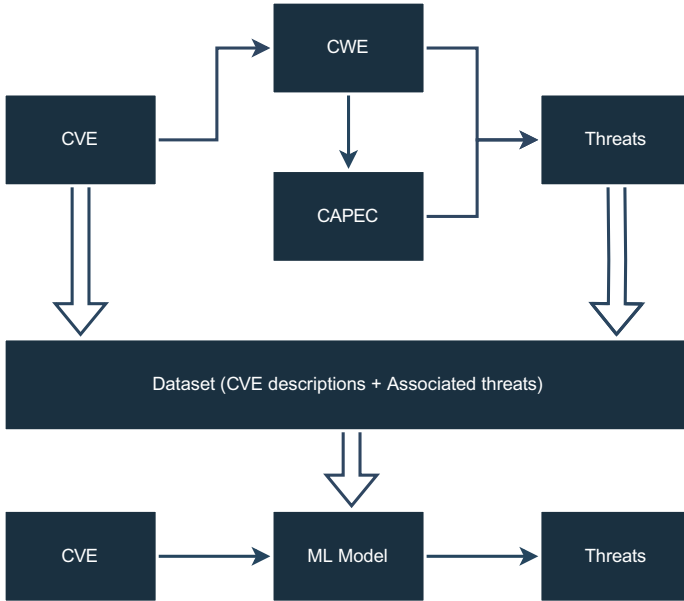 CWE
CVE
Threats
CAPEC
Dataset (CVE descriptions + Associated threats)
CVE
ML Model
Threats